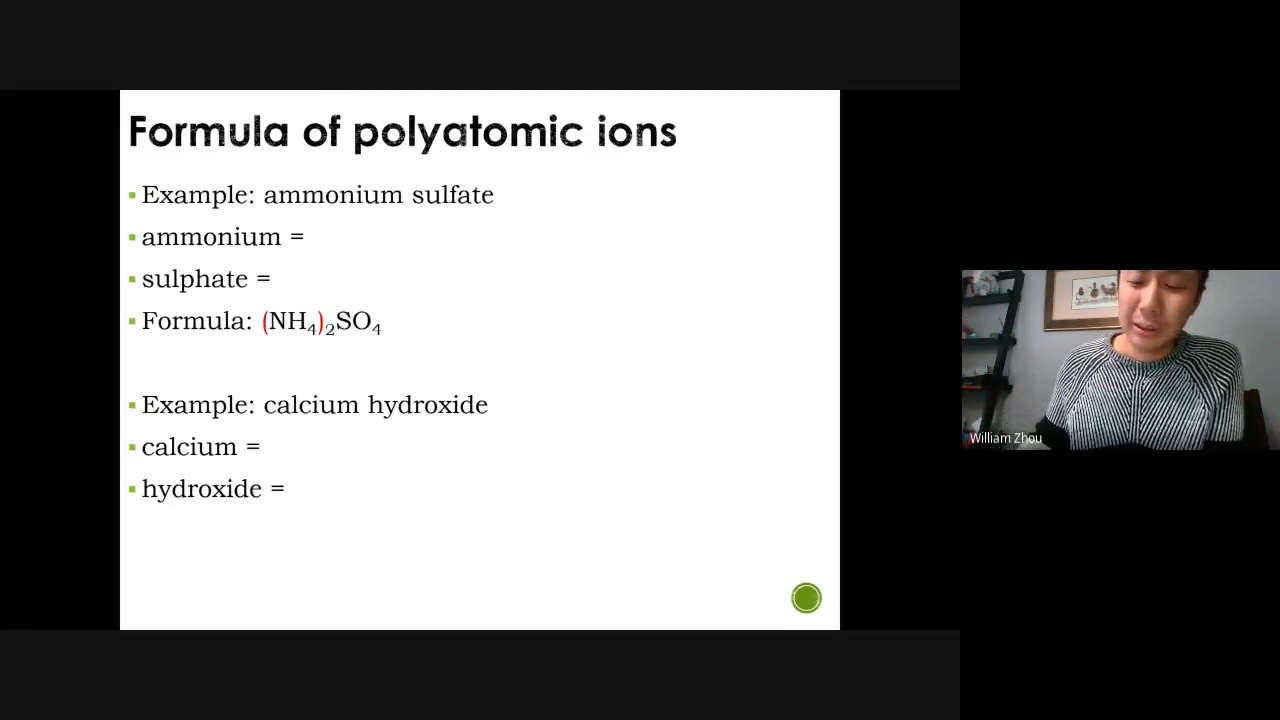 Formula of polyatomic ions
▪ Example: ammonium sulfate
▪ ammonium =
▪ sulphate =
▪ Formula: (NH₄)₂SO₄
▪ Example: calcium hydroxide
▪ calcium =
▪ hydroxide =
William Zhou